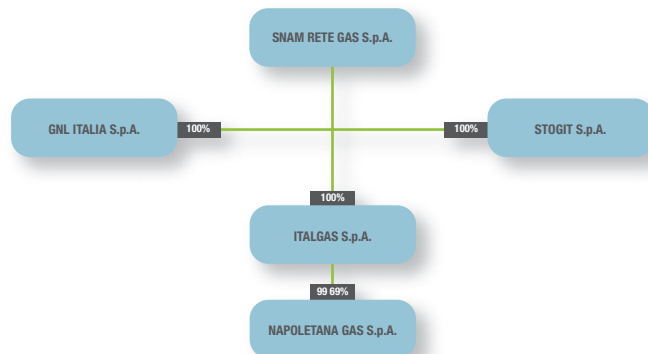 SNAM RETE GAS S.p.A.
GNL ITALIA S.p.A.
100%
100%
STOGIT S.p.A.
100%
ITALGAS S.p.A.
99 69%
NAPOLETANA GAS S.p.A.